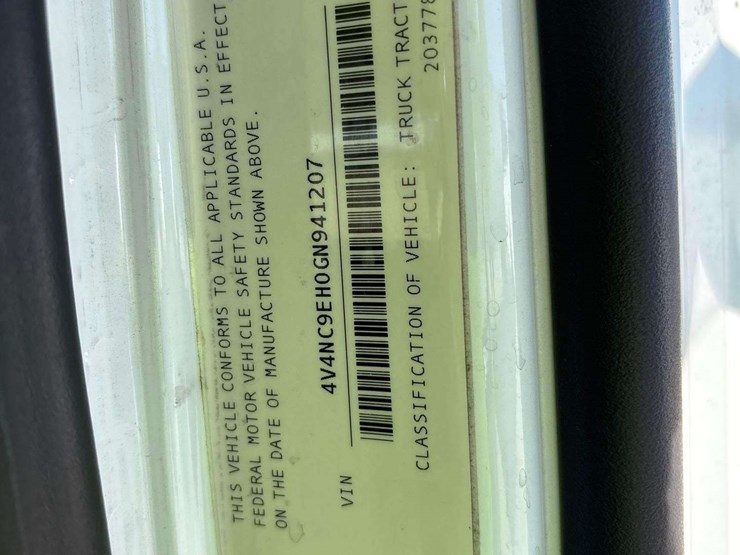 THIS VEHICLE CONFORMS TO ALL APPLICABLE U.S.A.
FEDERAL MOTOR VEHICLE SAFETY STANDARDS IN EFFECT
ON THE DATE OF MANUFACTURE SHOWN ABOVE.
4V4NC9EH0GN941207
VIN
CLASSIFICATION OF VEHICLE: TRUCK TRACT
203778